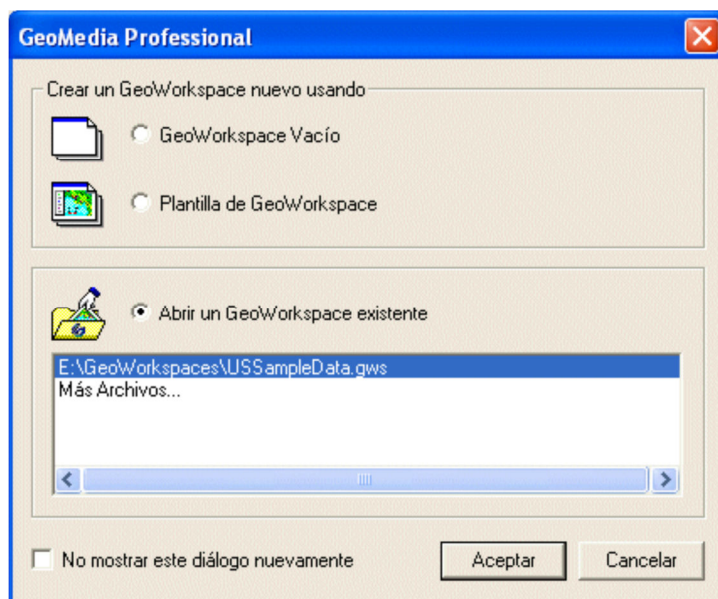 GeoMedia Professional
Crear un GeoWorkspace nuevo usando
GeoWorkspace Vacío
Plantilla de GeoWorkspace
Abrir un GeoWorkspace existente
E:\GeoWorkspaces\USSampleData.gws
Más Archivos...
No mostrar este diálogo nuevamente
Aceptar
Cancelar